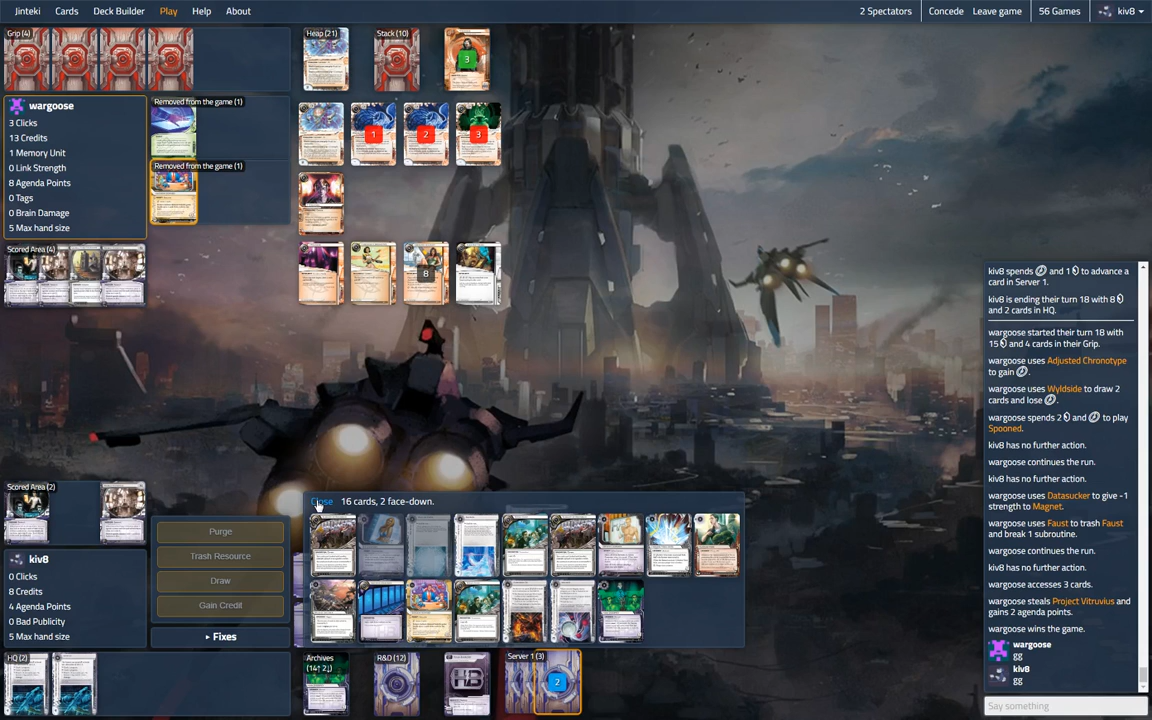 Jinteki
Cards
Deck Builder
Play
Help
About
2 Spectators
Concede
Leave game
56 Games
kiv8
Grip (4)
Heap (21)
Stack (10)
3
wargoose
3 Clicks
13 Credits
1 Memory Unit
0 Link Strength
8 Agenda Points
0 Tags
0 Brain Damage
5 Max hand size
Removed from the game (1)
Removed from the game (1)
1
2
3
8
Scored Area (4)
kiv8 spends and 1 to advance a
card in Server 1.
kiv8 is ending their turn 18 with 8
and 2 cards in HQ.
wargoose started their turn 18 with
15 and 4 cards in their Grip.
wargoose uses Adjusted Chronotype
to gain .
wargoose uses Wyldside to draw 2
cards and lose .
wargoose spends 2 and to play
Spooned.
kiv8 has no further action.
wargoose continues the run.
kiv8 has no further action.
wargoose uses Datasucker to give -1
strength to Magnet.
wargoose uses Faust to trash Faust
and break 1 subroutine.
wargoose continues the run.
kiv8 has no further action.
wargoose accesses 3 cards.
wargoose steals Project Vitruvius and
gains 2 agenda points.
wargoose wins the game.
wargoose
gg
kiv8
gg
Say something
Scored Area (2)
kiv8
0 Clicks
8 Credits
4 Agenda Points
0 Bad Publicity
5 Max hand size
Purge
Trash Resource
Draw
Gain Credit
Fixes
Close
16 cards, 2 face-down.
HQ (2)
Archives
(14↑ 2↓)
R&D (12)
Server 1 (3)
2